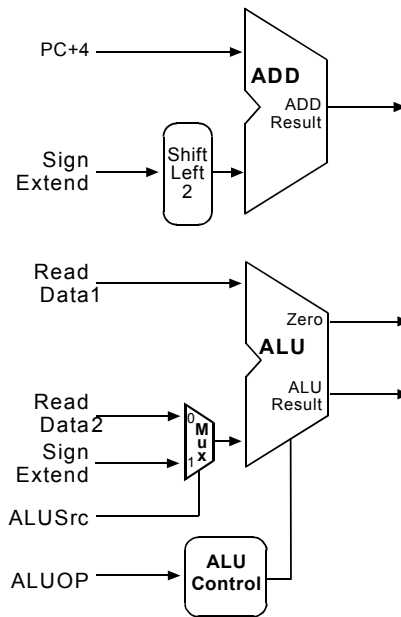 PC+4
ADD
ADD
Result
Sign
Extend
Shift
Left
2
Read
Data1
Zero
ALU
ALU
Result
Read
Data2
0
Mux
1
Sign
Extend
ALUSrc
ALUOP
ALU
Control